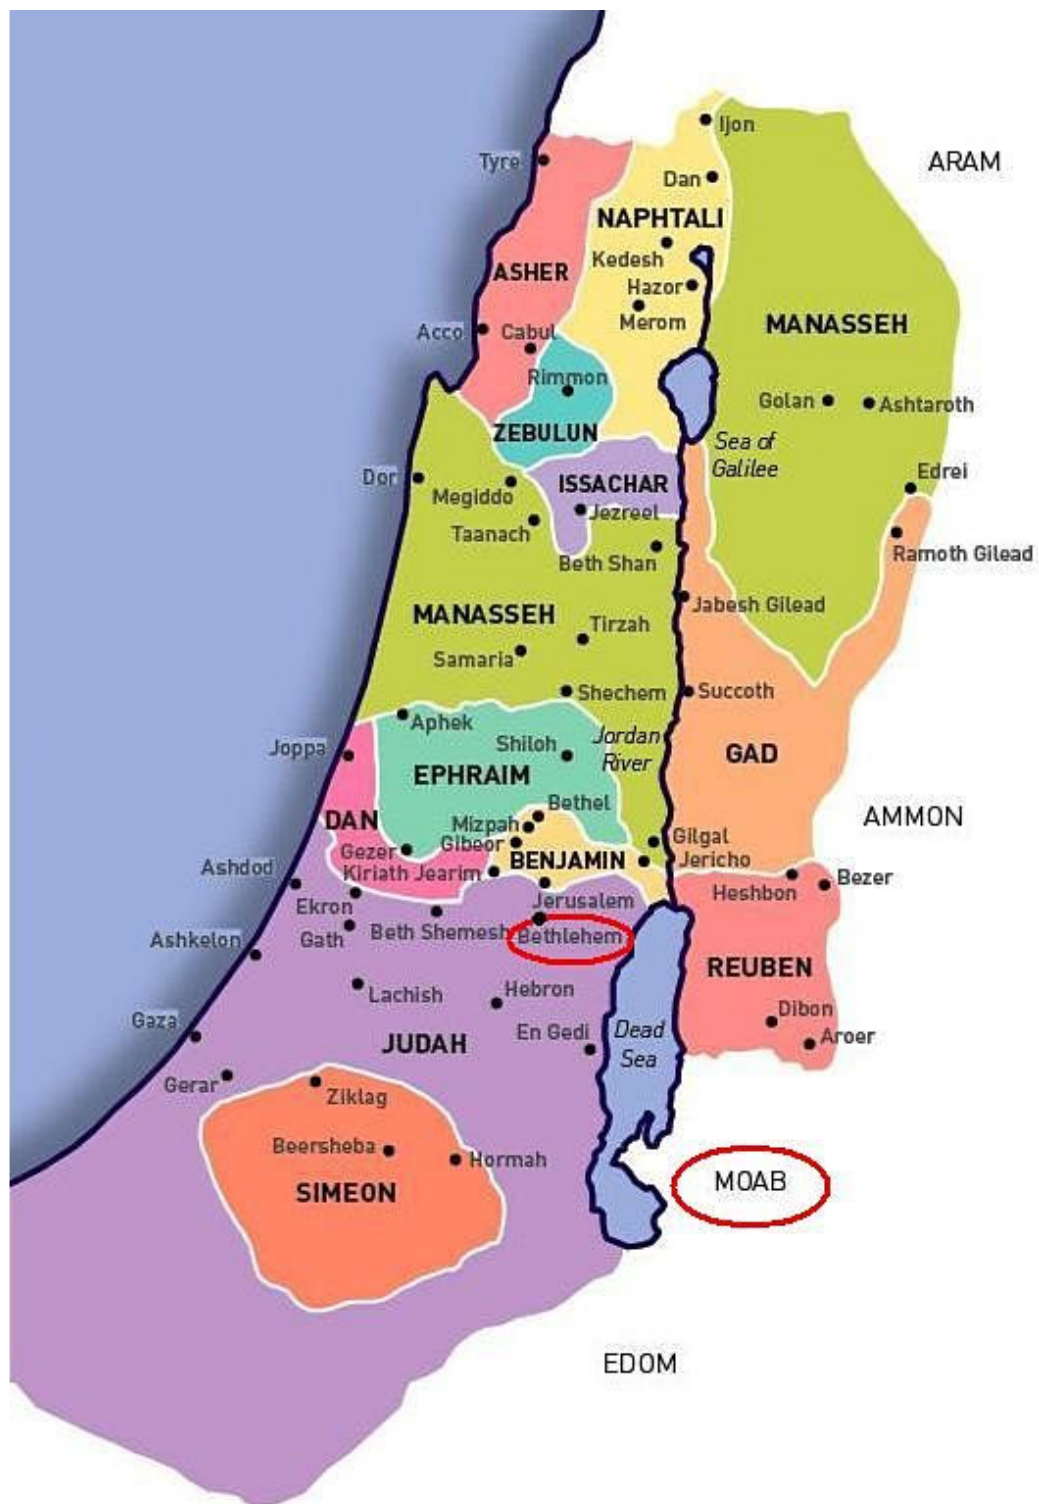 Ijon
ARAM
Tyre
Dan
NAPHTALI
Kedesh
ASHER
Hazor
Merom
MANASSEH
Acco
Cabul
Rimmon
Golan
Ashtaroth
ZEBULUN
Sea of
Galilee
Edrei
Dor
Megiddo
ISSACHAR
Jezreel
Taanach
Beth Shan
Ramoth Gilead
Jabesh Gilead
MANASSEH
Tirzah
Samaria
Shechem
Succoth
Aphek
Joppa
Shiloh
Jordan
River
GAD
EPHRAIM
Bethel
DAN
Mizpah
AMMON
Gibeor
Gilgal
Gezer
BENJAMIN
Jericho
Kiriath Jearim
Ashdod
Heshbon
Bezer
Ekron
Jerusalem
Gath
Beth Shemesh
Bethlehem
Ashkelon
REUBEN
Lachish
Hebron
Dibon
Gaza
JUDAH
En Gedi
Dead
Sea
Aroer
Gerar
Ziklag
Beersheba
Hormah
MOAB
SIMEON
EDOM